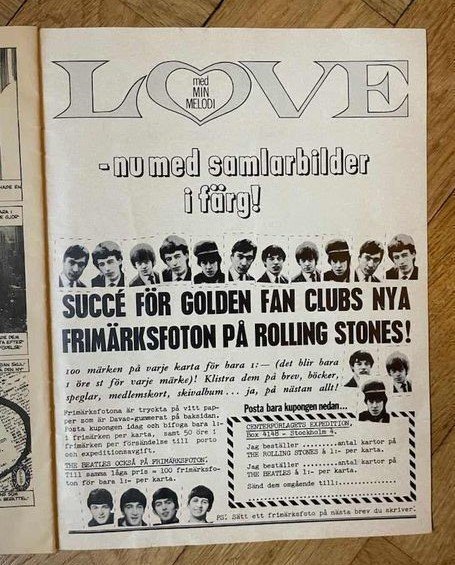 LOVE
med
MIN
MELODI
-nu med samlarbilder
i färg!
SUCCÉ FÖR GOLDEN FAN CLUBS NYA
FRIMÄRKSFOTON PÅ ROLLING STONES!
100 märken på varje karta för bara 1:- (det blir bara
1 öre st för varje märke)! Klistra dem på brev, böcker,
speglar, medlemskort, skivalbum... ja, på nästan allt!
Frimärksfotona är tryckta på vitt pap-
per som är Davac-gummerat på baksidan.
Posta kupongen idag och bifoga bara 1:-
i frimärken per karta, samt 50 öre i
frimärken per försändelse till porto
och expeditionsavgift.
THE BEATLES OCKSÅ PÅ FRIMÄRKSFOTON.
Till samma låga pris = 100 frimärksfo-
ton för bara 1:- per karta.
Posta bara kupongen nedan...
CENTERFÖRLAGETS EXPEDITION,
Box 4148 - Stockholm 4.
Jag beställer ........antal kartor på
THE ROLLING STONES à 1:- per karta.
Jag beställer ........antal kartor på
THE BEATLES à 1:- per karta.
Sänd dem omgående till:
PS. Sätt ett frimärksfoto på nästa brev du skriver.